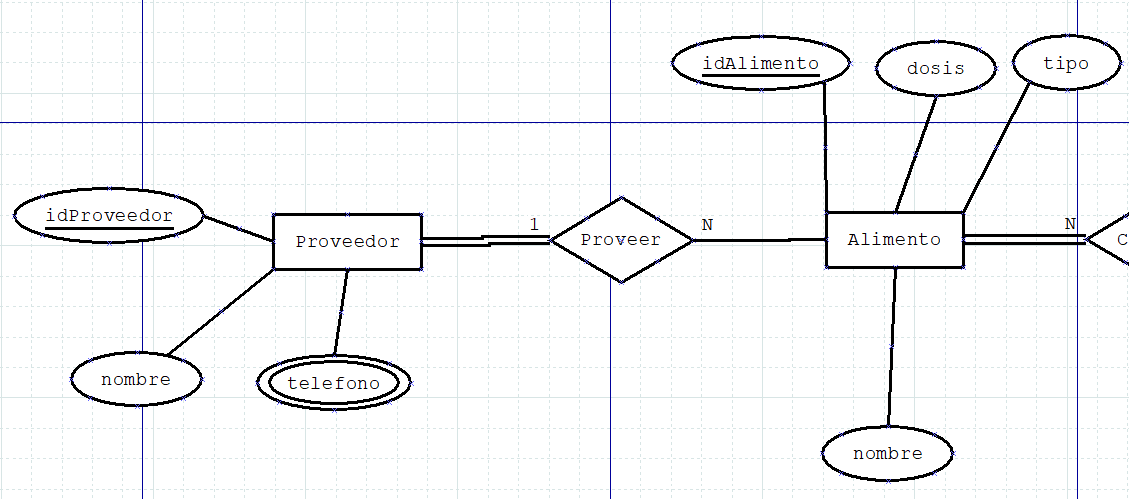 idAlimento
dosis
tipo
idProveedor
Proveedor
1
Proveer
N
Alimento
N
C
nombre
telefono
nombre